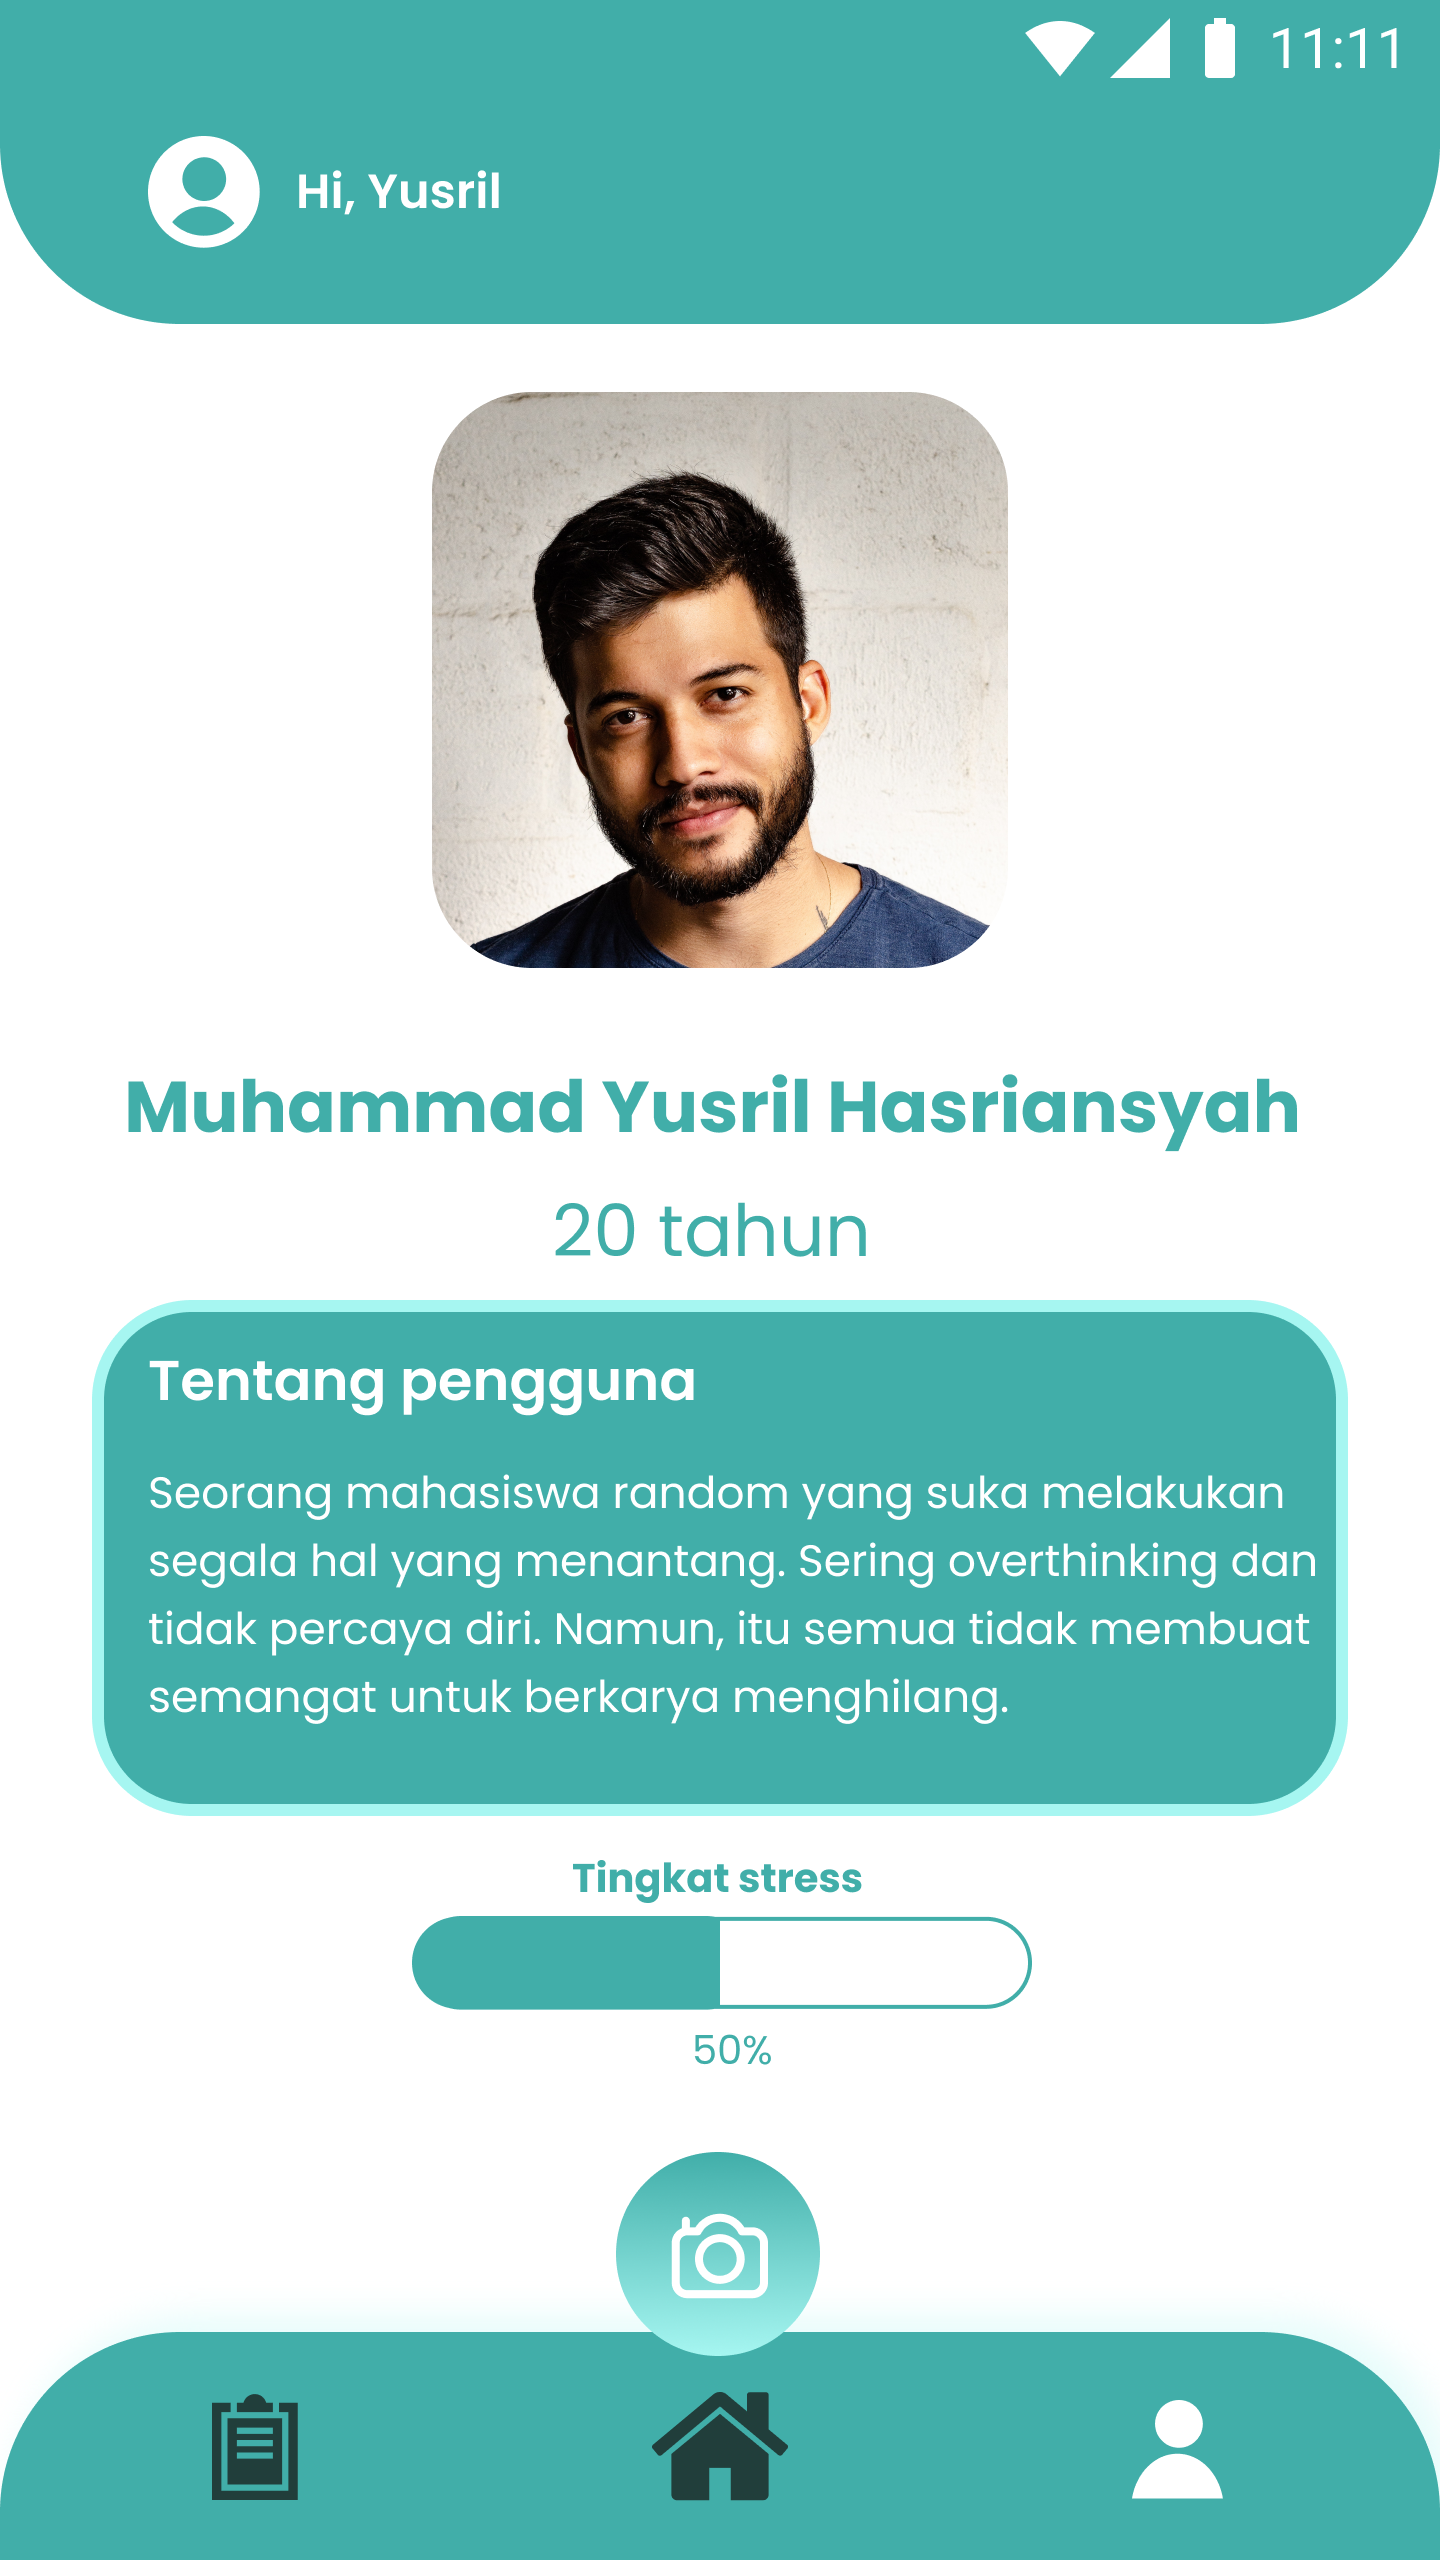 11:11
Hi, Yusril
Muhammad Yusril Hasriansyah
20 tahun
Tentang pengguna
Seorang mahasiswa random yang suka melakukan
segala hal yang menantang. Sering overthinking dan
tidak percaya diri. Namun, itu semua tidak membuat
semangat untuk berkarya menghilang.
Tingkat stress
50%